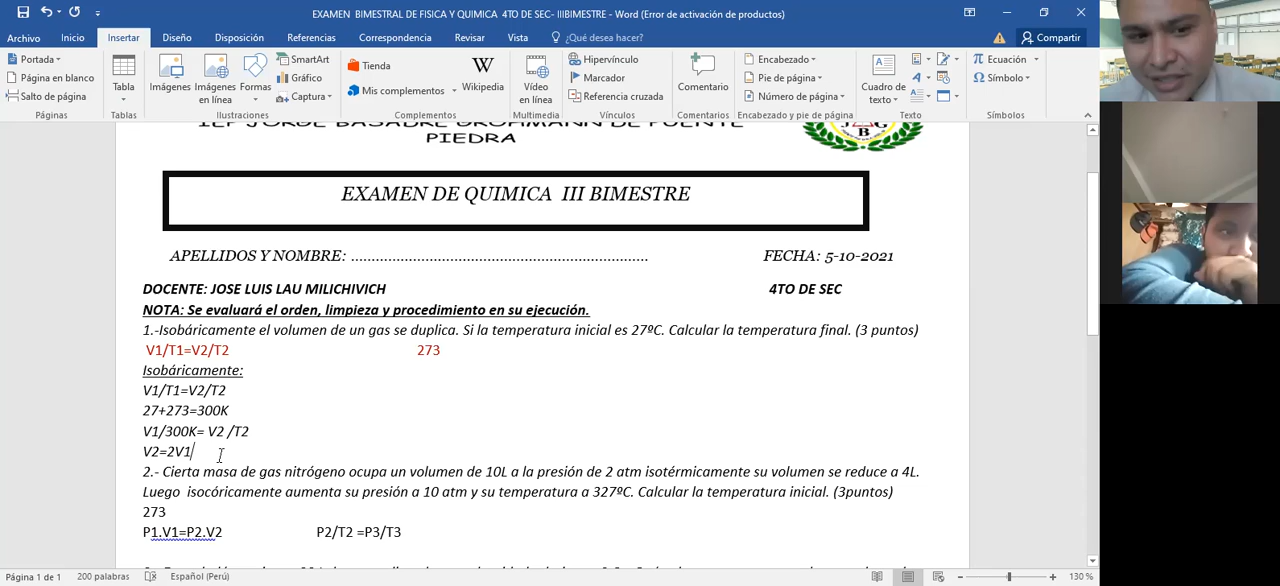 EXAMEN BIMESTRAL DE FISICA Y QUIMICA 4TO DE SEC- IIIBIMESTRE - Word (Error de activación de productos)
Archivo Inicio Insertar Diseño Disposición Referencias Correspondencia Revisar Vista ¿Qué desea hacer? Compartir
Portada
Página en blanco
Salto de página
Páginas
Tabla
Tablas
Imágenes
Imágenes en línea
Formas
SmartArt
Gráfico
Captura
Ilustraciones
Tienda
Mis complementos
Wikipedia
Complementos
Vídeo en línea
Multimedia
Hipervínculo
Marcador
Referencia cruzada
Vínculos
Comentario
Comentarios
Encabezado
Pie de página
Número de página
Encabezado y pie de página
Cuadro de texto
Texto
Ecuación
Símbolo
Símbolos
IEP JORGE BASADRE GROHMANN DE PUENTE
PIEDRA
J B G
EXAMEN DE QUIMICA III BIMESTRE
APELLIDOS Y NOMBRE: ........................................................................ FECHA: 5-10-2021
DOCENTE: JOSE LUIS LAU MILICHIVICH 4TO DE SEC
NOTA: Se evaluará el orden, limpieza y procedimiento en su ejecución.
1.-Isobáricamente el volumen de un gas se duplica. Si la temperatura inicial es 27ºC. Calcular la temperatura final. (3 puntos)
V1/T1=V2/T2 273
Isobáricamente:
V1/T1=V2/T2
27+273=300K
V1/300K= V2 /T2
V2=2V1
2.- Cierta masa de gas nitrógeno ocupa un volumen de 10L a la presión de 2 atm isotérmicamente su volumen se reduce a 4L.
Luego isocóricamente aumenta su presión a 10 atm y su temperatura a 327ºC. Calcular la temperatura inicial. (3puntos)
273
P1.V1=P2.V2 P2/T2 =P3/T3
Página 1 de 1 200 palabras Español (Perú) 130 %